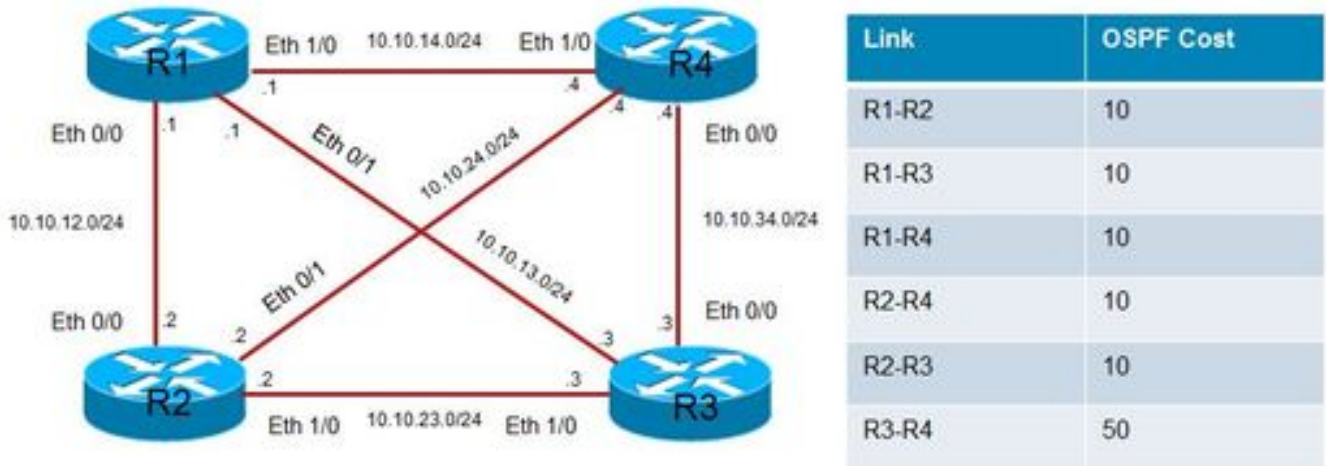 R1
Eth 1/0
10.10.14.0/24
Eth 1/0
R4
.1
.4
.4
.4
.1
.1
Eth 0/0
Eth 0/1
10.10.24.0/24
Eth 0/0
10.10.12.0/24
10.10.34.0/24
10.10.13.0/24
Eth 0/1
Eth 0/0
.2
.2
.3
.3
Eth 0/0
R2
.2
.3
R3
Eth 1/0
10.10.23.0/24
Eth 1/0
Link OSPF Cost
R1-R2 10
R1-R3 10
R1-R4 10
R2-R4 10
R2-R3 10
R3-R4 50